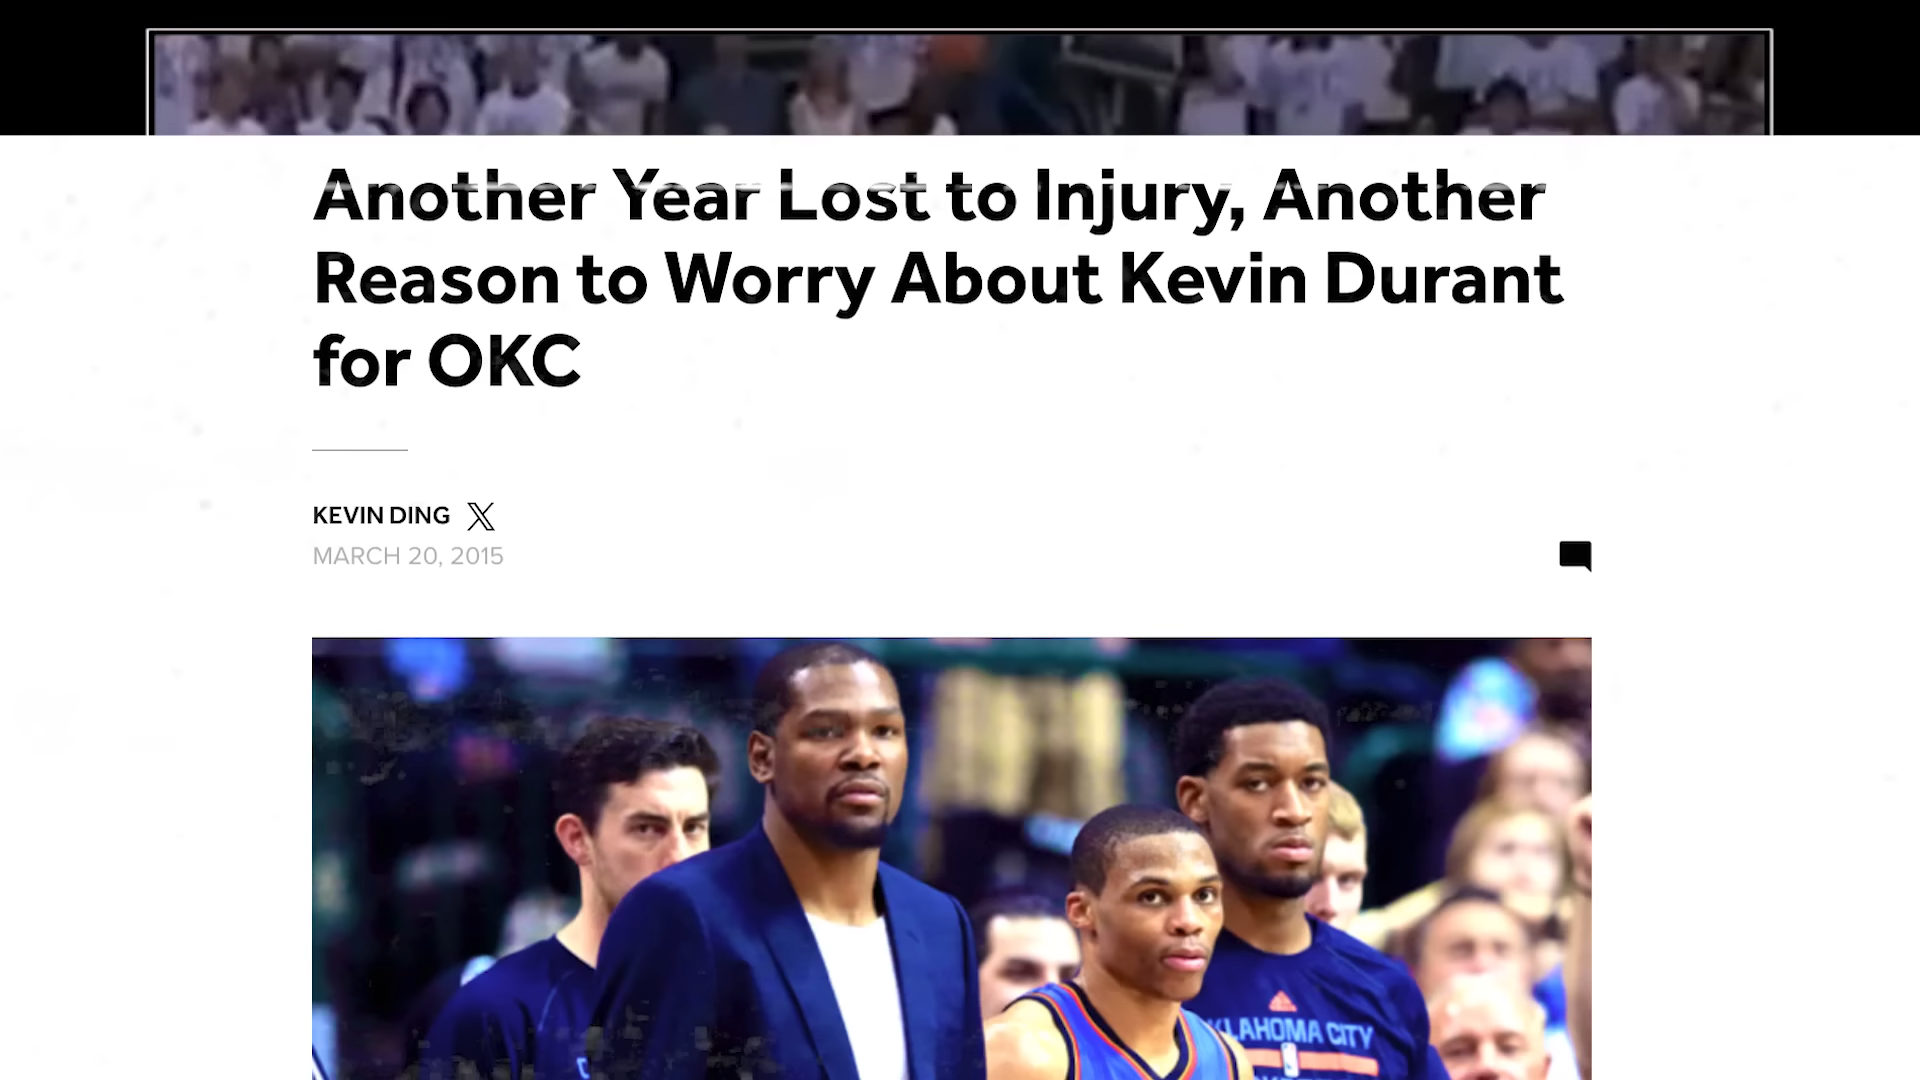 Another Year Lost to Injury, Another
Reason to Worry About Kevin Durant
for OKC
KEVIN DING
MARCH 20, 2015
KLAHOMA CITY